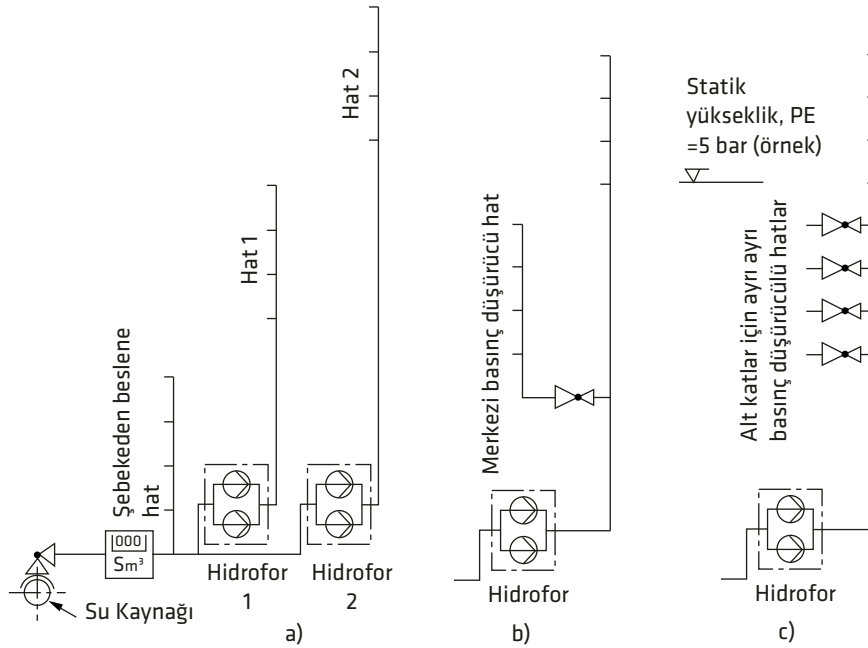 Şebekeden beslene
hat
Hat 1
Hat 2
000
Sm³
Su Kaynağı
Hidrofor
1
Hidrofor
2
a)
Merkezi basınç düşürücü hat
Hidrofor
b)
Statik
yükseklik, PE
=5 bar (örnek)
Alt katlar için ayrı ayrı
basınç düşürücülü hatlar
Hidrofor
c)